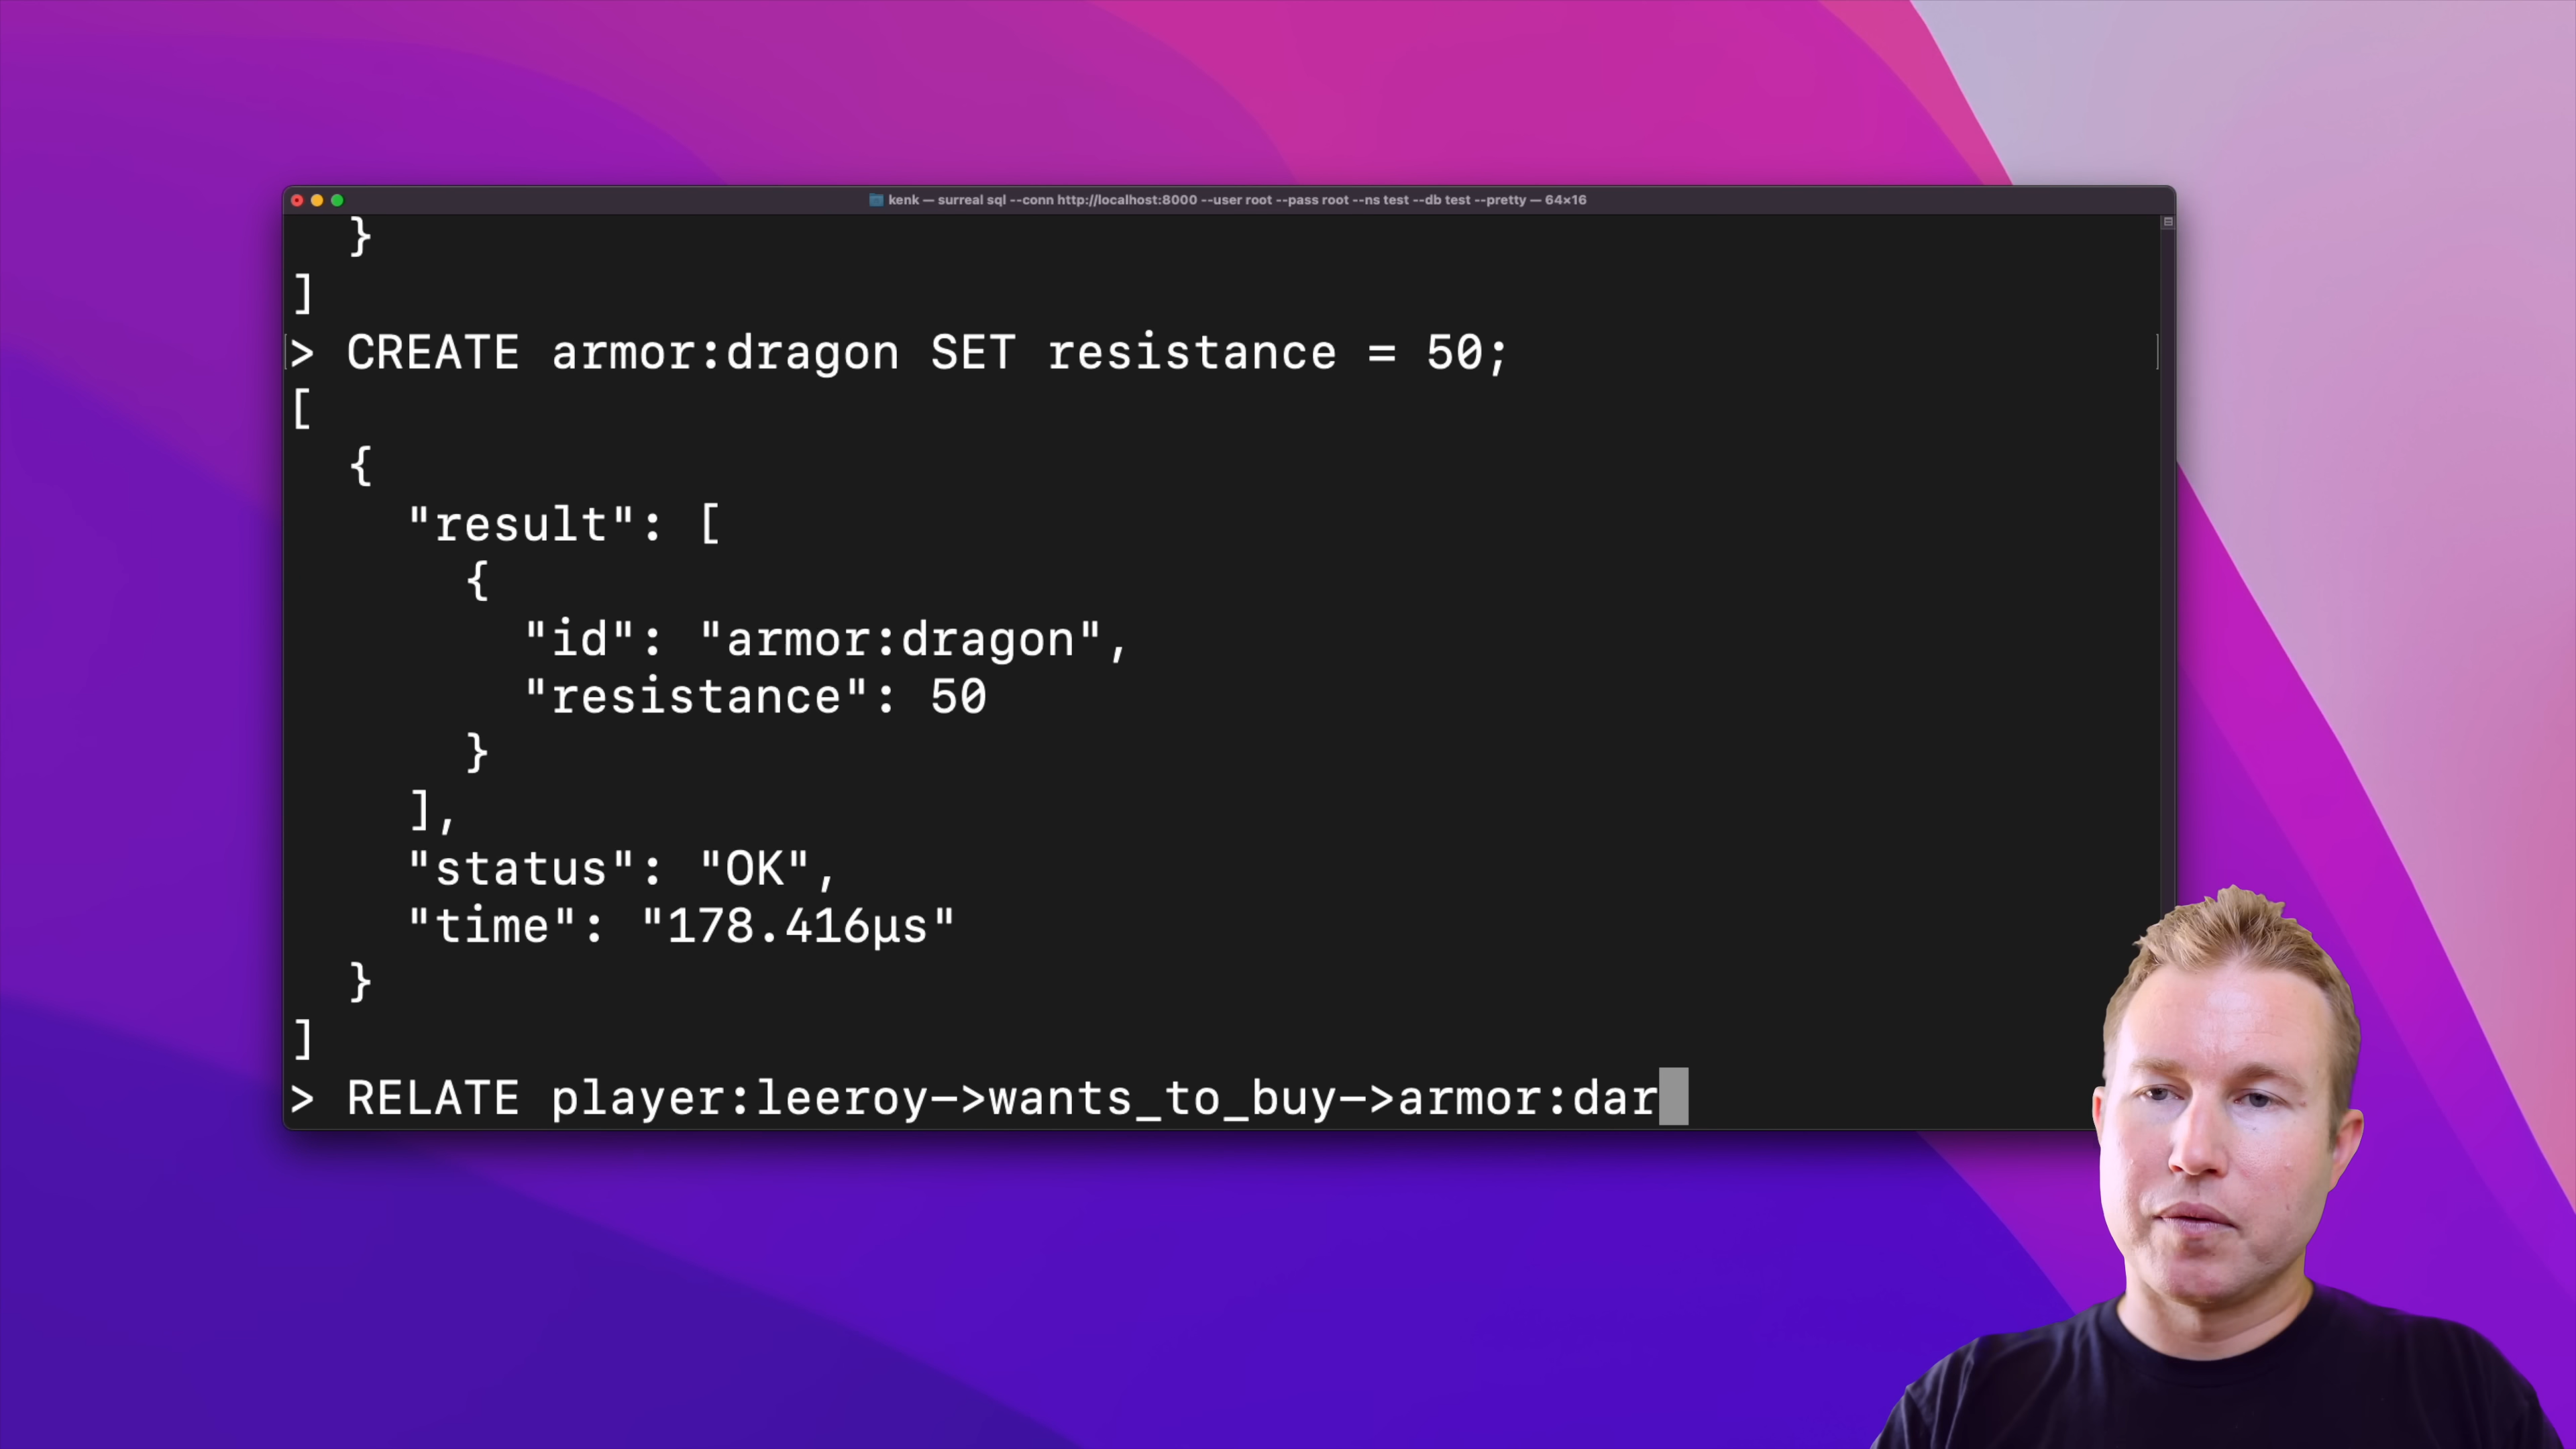 kenk — surreal sql --conn http://localhost:8000 --user root --pass root --ns test --db test --pretty — 64×16
}
]
> CREATE armor:dragon SET resistance = 50;
[
{
"result": [
{
"id": "armor:dragon",
"resistance": 50
}
],
"status": "OK",
"time": "178.416µs"
}
]
> RELATE player:leeroy->wants_to_buy->armor:dar